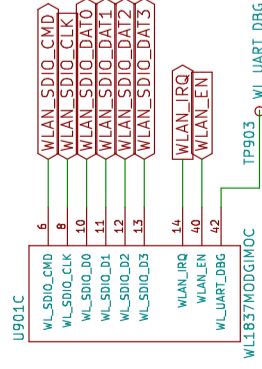 WLAN_SDIO_CMD
WLAN_SDIO_CLK
WLAN_SDIO_DAT0
WLAN_SDIO_DAT1
WLAN_SDIO_DAT2
WLAN_SDIO_DAT3
WLAN_IRQ
WLAN_EN
TP903
WL_UART_DBG
6
8
10
11
12
13
14
40
42
U901C
WL_SDIO_CMD
WL_SDIO_CLK
WL_SDIO_D0
WL_SDIO_D1
WL_SDIO_D2
WL_SDIO_D3
WLAN_IRQ
WLAN_EN
WL_UART_DBG
WL1837MODGIMOC